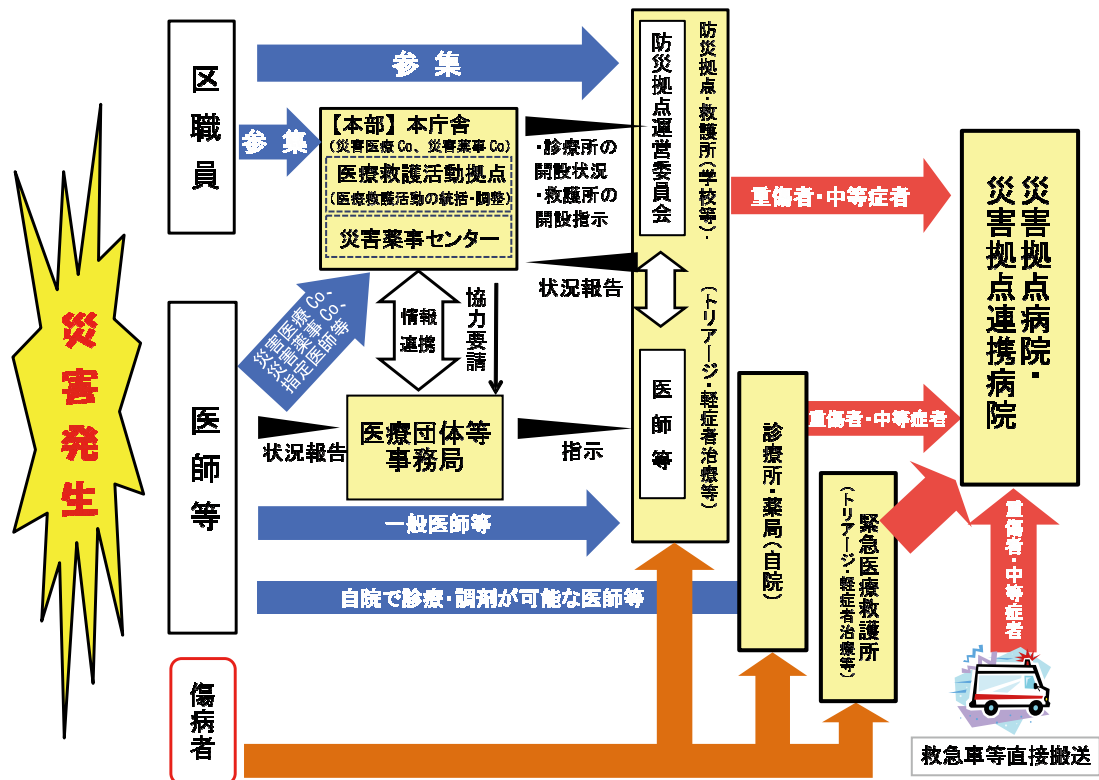 災害発生
区職員
医師等
傷病者
参集
参集
【本部】本庁舎
(災害医療Co、災害薬事Co)
医療救護活動拠点
(医療救護活動の統括・調整)
災害薬事センター
・診療所の
開設状況
・救護所の
開設指示
状況報告
防災拠点運営委員会
医師等
防災拠点・救護所(学校等)・
(トリアージ・軽症者治療等)
災害医療Co、
災害薬事Co、
指定医師等
情報
連携
協力要請
状況報告
医療団体等
事務局
指示
一般医師等
自院で診療・調剤が可能な医師等
診療所・薬局(自院)
緊急医療救護所
(トリアージ・軽症者治療等)
重傷者・中等症者
重傷者・中等症者
重傷者・中等症者
災害拠点病院・
災害拠点連携病院
救急車等直接搬送